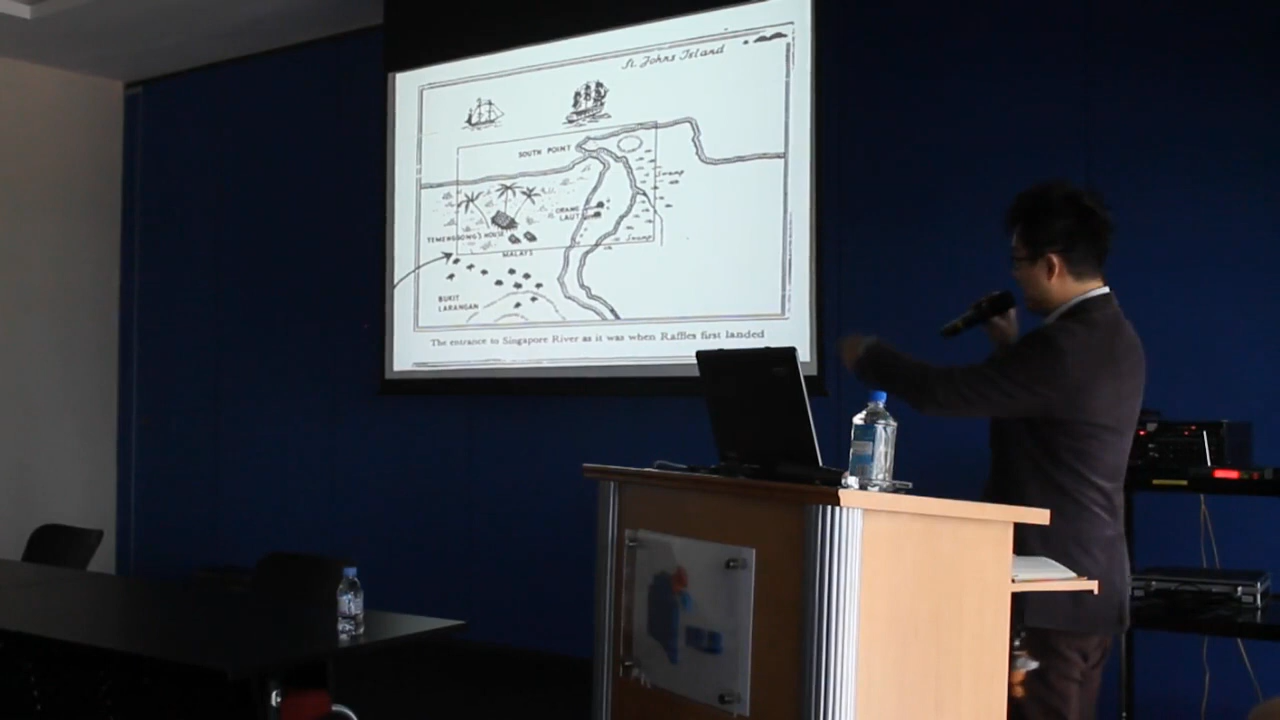 St. Johns Island
SOUTH POINT
Swamp
ORANG
LAUT
TEMENGGONG'S HOUSE
Swamp
MALAYS
BUKIT
LARANGAN
The entrance to Singapore River as it was when Raffles first landed